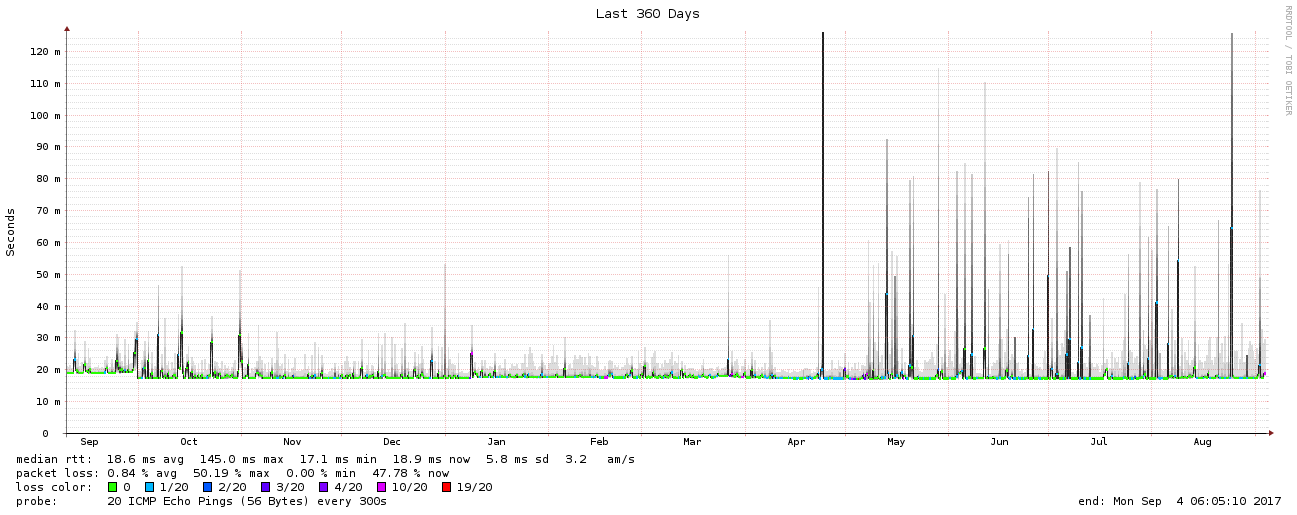 Last 360 Days
RRDTOOL / TOBI OETIKER
Seconds
120 m
110 m
100 m
90 m
80 m
70 m
60 m
50 m
40 m
30 m
20 m
10 m
0
Sep Oct Nov Dec Jan Feb Mar Apr May Jun Jul Aug
median rtt: 18.6 ms avg 145.0 ms max 17.1 ms min 18.9 ms now 5.8 ms sd 3.2 am/s
packet loss: 0.84 % avg 50.19 % max 0.00 % min 47.78 % now
loss color: 0 1/20 2/20 3/20 4/20 10/20 19/20
probe: 20 ICMP Echo Pings (56 Bytes) every 300s end: Mon Sep 4 06:05:10 2017